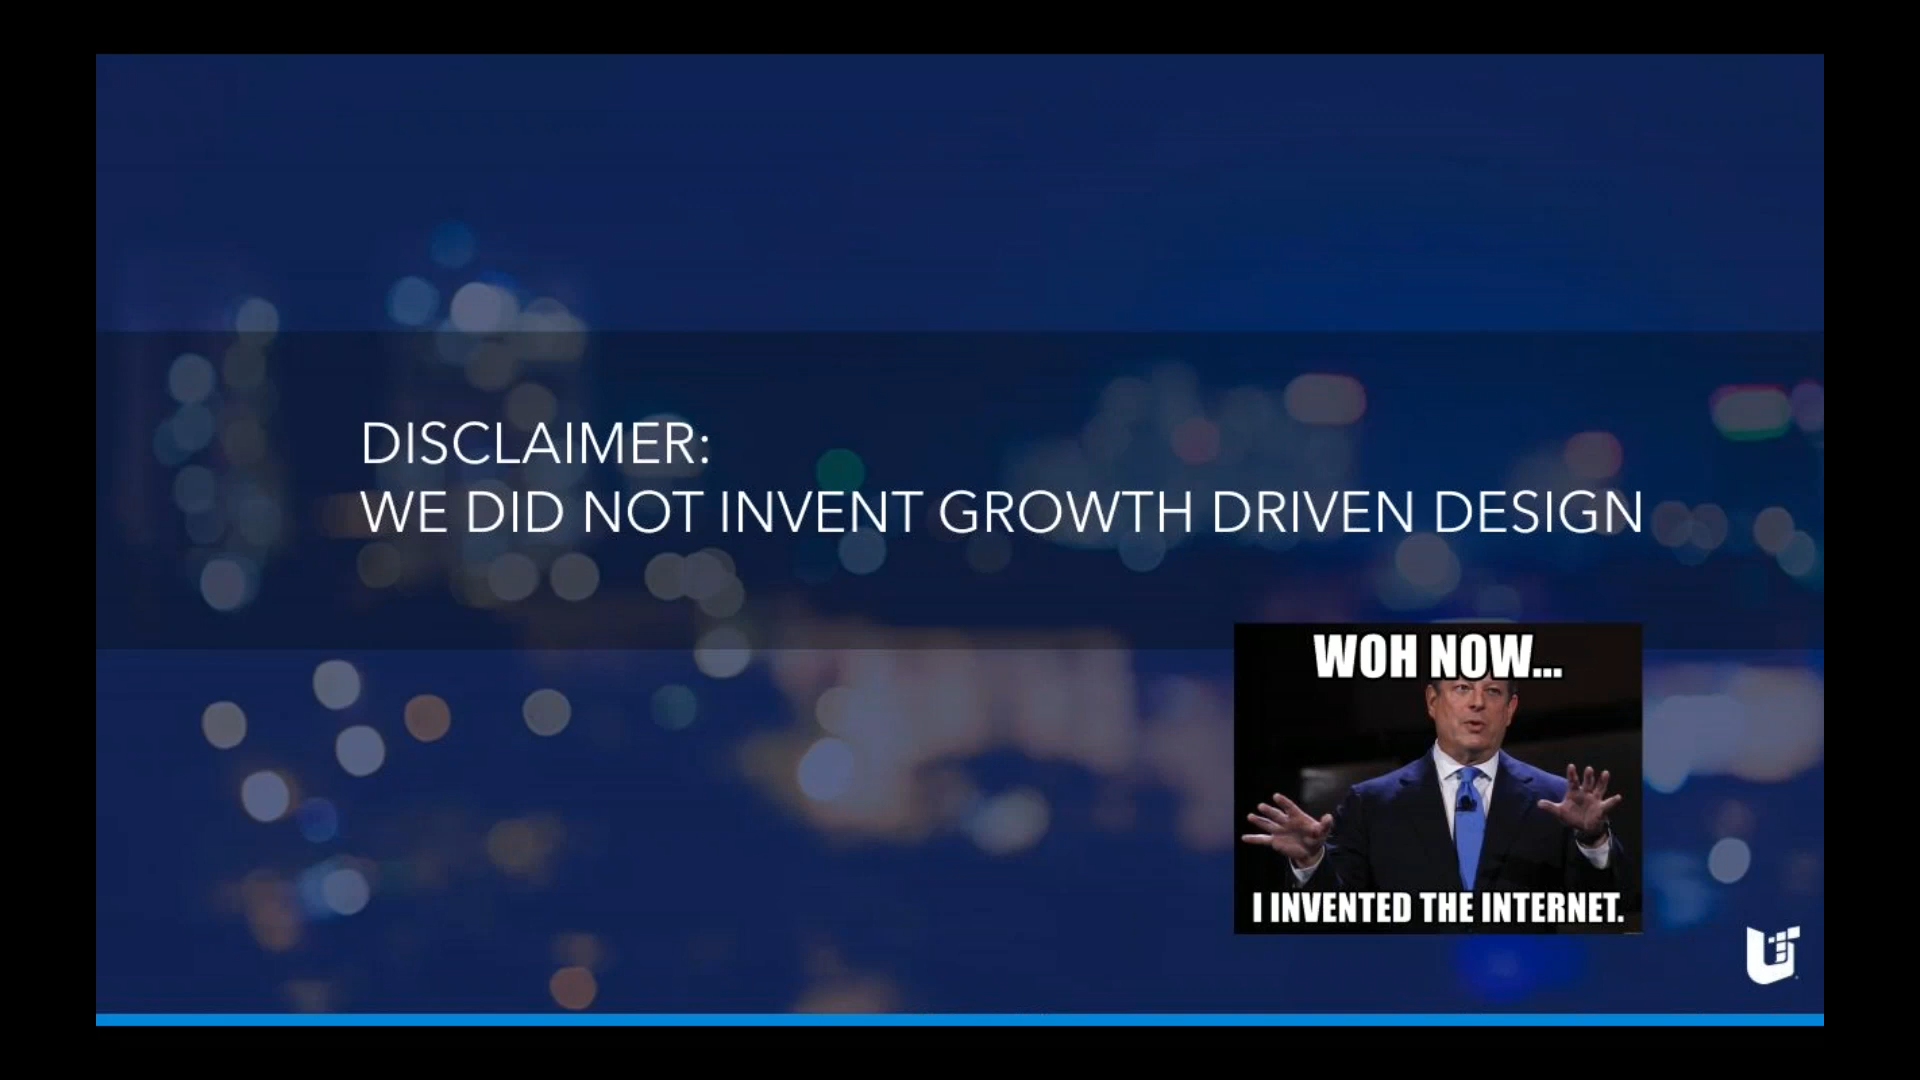 DISCLAIMER:
WE DID NOT INVENT GROWTH DRIVEN DESIGN
WOH NOW...
I INVENTED THE INTERNET.